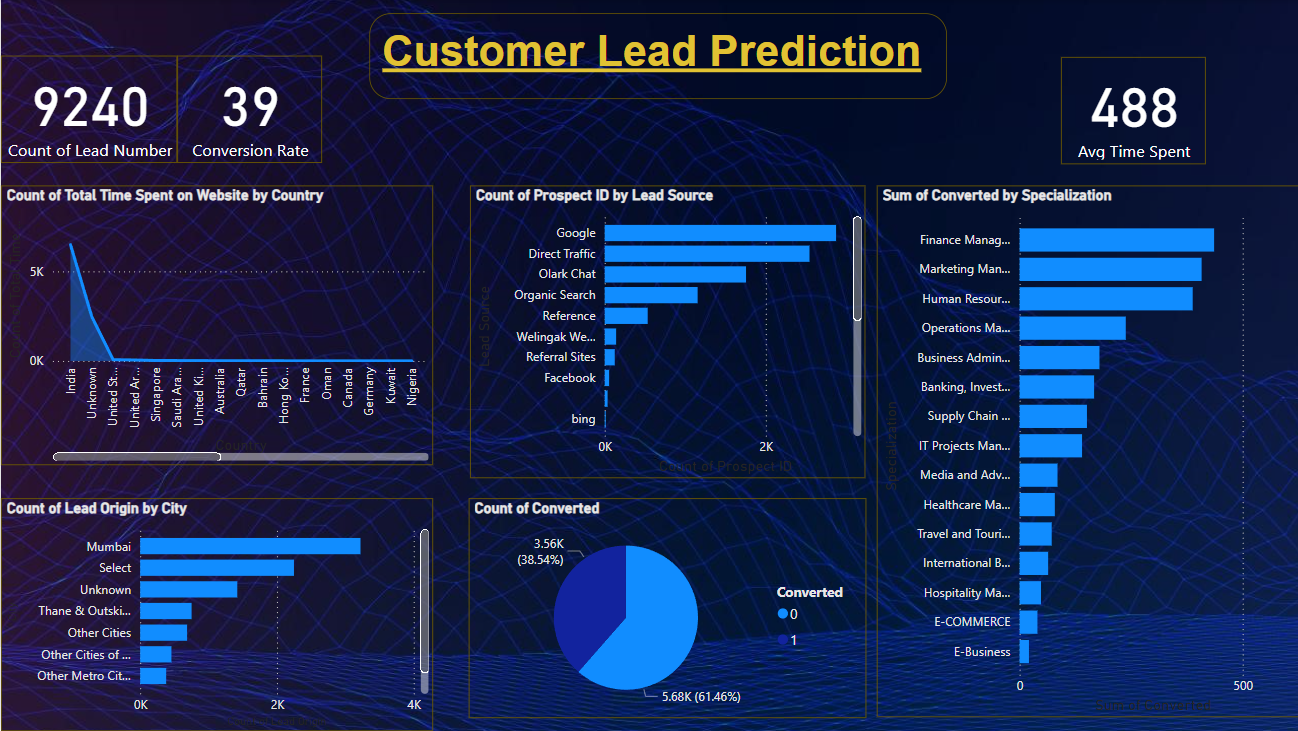 Customer Lead Prediction
9240
Count of Lead Number
39
Conversion Rate
488
Avg Time Spent
Count of Total Time Spent on Website by Country
5K
0K
India
Unknown
United St...
United Ar...
Singapore
Saudi Ara...
United Ki...
Australia
Qatar
Bahrain
Hong Ko...
France
Oman
Canada
Germany
Kuwait
Nigeria
Country
Count of Prospect ID by Lead Source
Lead Source
Google
Direct Traffic
Olark Chat
Organic Search
Reference
Welingak We...
Referral Sites
Facebook
bing
0K
2K
Count of Prospect ID
Sum of Converted by Specialization
Specialization
Finance Manag...
Marketing Man...
Human Resour...
Operations Ma...
Business Admin...
Banking, Invest...
Supply Chain ...
IT Projects Man...
Media and Adv...
Healthcare Ma...
Travel and Touri...
International B...
Hospitality Ma...
E-COMMERCE
E-Business
0
500
Sum of Converted
Count of Lead Origin by City
Mumbai
Select
Unknown
Thane & Outski...
Other Cities
Other Cities of ...
Other Metro Cit...
0K
2K
4K
Count of Converted
3.56K
(38.54%)
5.68K (61.46%)
Converted
0
1